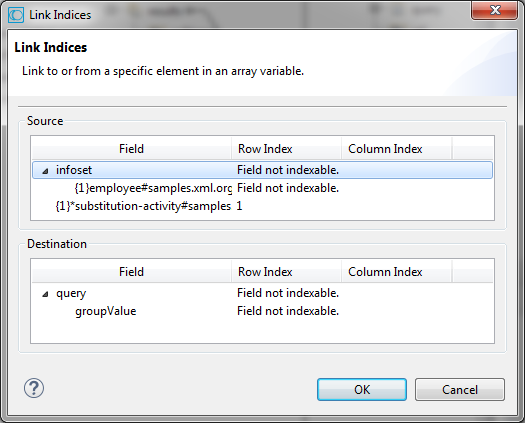 Link Indices
Link Indices
Link to or from a specific element in an array variable.
Source
Field Row Index Column Index
infoset Field not indexable.
{1}employee#samples.xml.org Field not indexable.
{1}*substitution-activity#samples 1
Destination
Field Row Index Column Index
query Field not indexable.
groupValue Field not indexable.
? OK Cancel